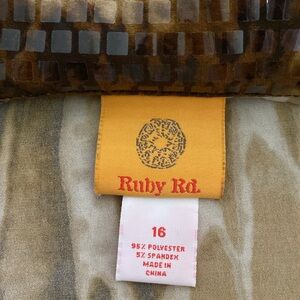 Ruby Rd.
16
95% POLYESTER
5% SPANDEX
MADE IN
CHINA